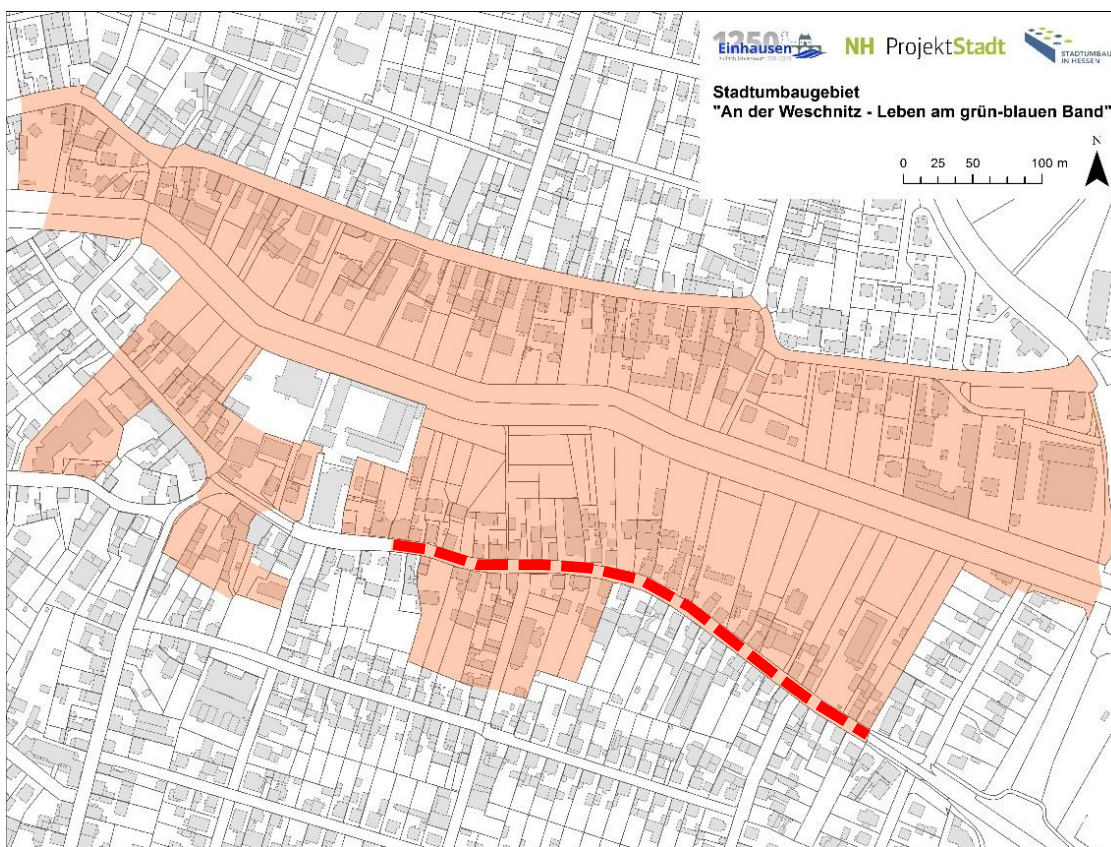 1250
Einhausen
NH ProjektStadt
STADTUMBAU
IN HESSEN
Stadtumbaugebiet
"An der Weschnitz - Leben am grün-blauen Band"
N
0 25 50 100 m